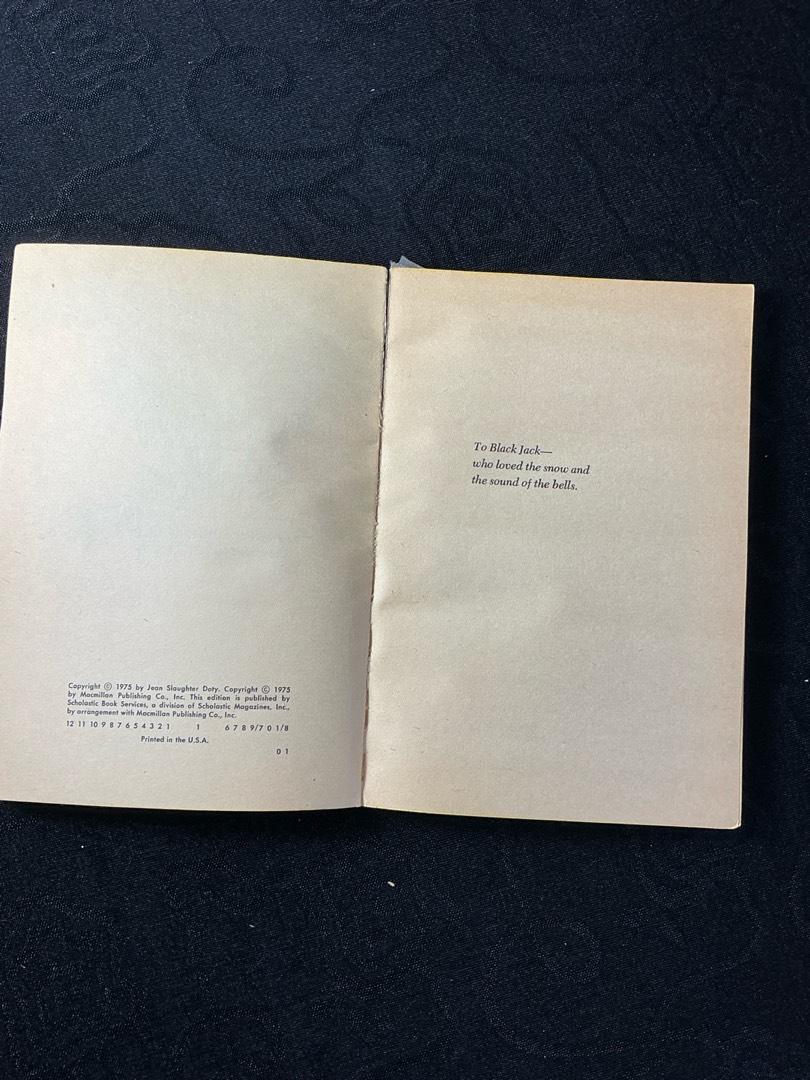 Copyright © 1975 by Jean Slaughter Doty. Copyright © 1975
by Macmillan Publishing Co., Inc. This edition is published by
Scholastic Book Services, a division of Scholastic Magazines, Inc.,
by arrangement with Macmillan Publishing Co., Inc.
12 11 10 9 8 7 6 5 4 3 2 1 1 6 7 8 9/7 0 1/8
Printed in the U.S.A.
0 1
To Black Jack—
who loved the snow and
the sound of the bells.